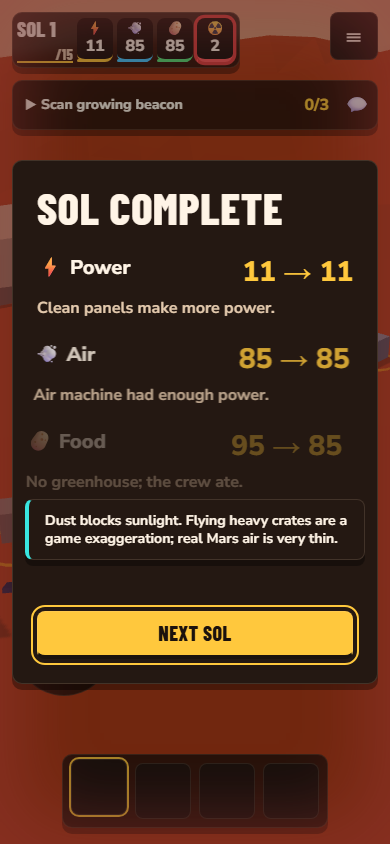 SOL 1
/15
11
85
85
2
Scan growing beacon
0/3
SOL COMPLETE
Power
11 → 11
Clean panels make more power.
Air
85 → 85
Air machine had enough power.
Food
95 → 85
No greenhouse; the crew ate.
Dust blocks sunlight. Flying heavy crates are a
game exaggeration; real Mars air is very thin.
NEXT SOL